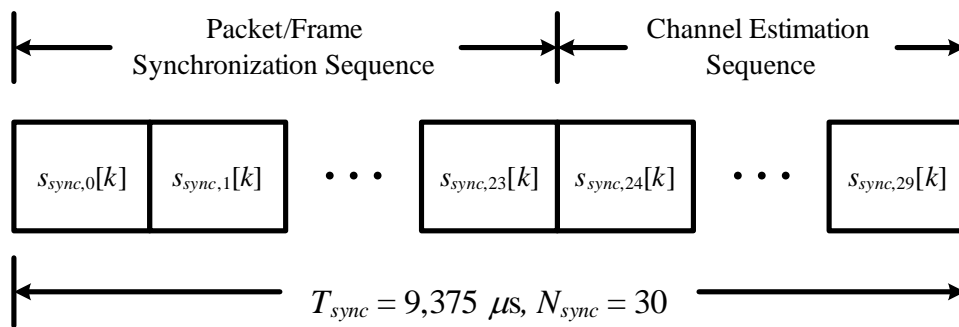 Packet/Frame
Synchronization Sequence
Channel Estimation
Sequence
s_{sync,0}[k] s_{sync,1}[k] • • • s_{sync,23}[k] s_{sync,24}[k] • • • s_{sync,29}[k]
T_{sync} = 9,375 μs, N_{sync} = 30